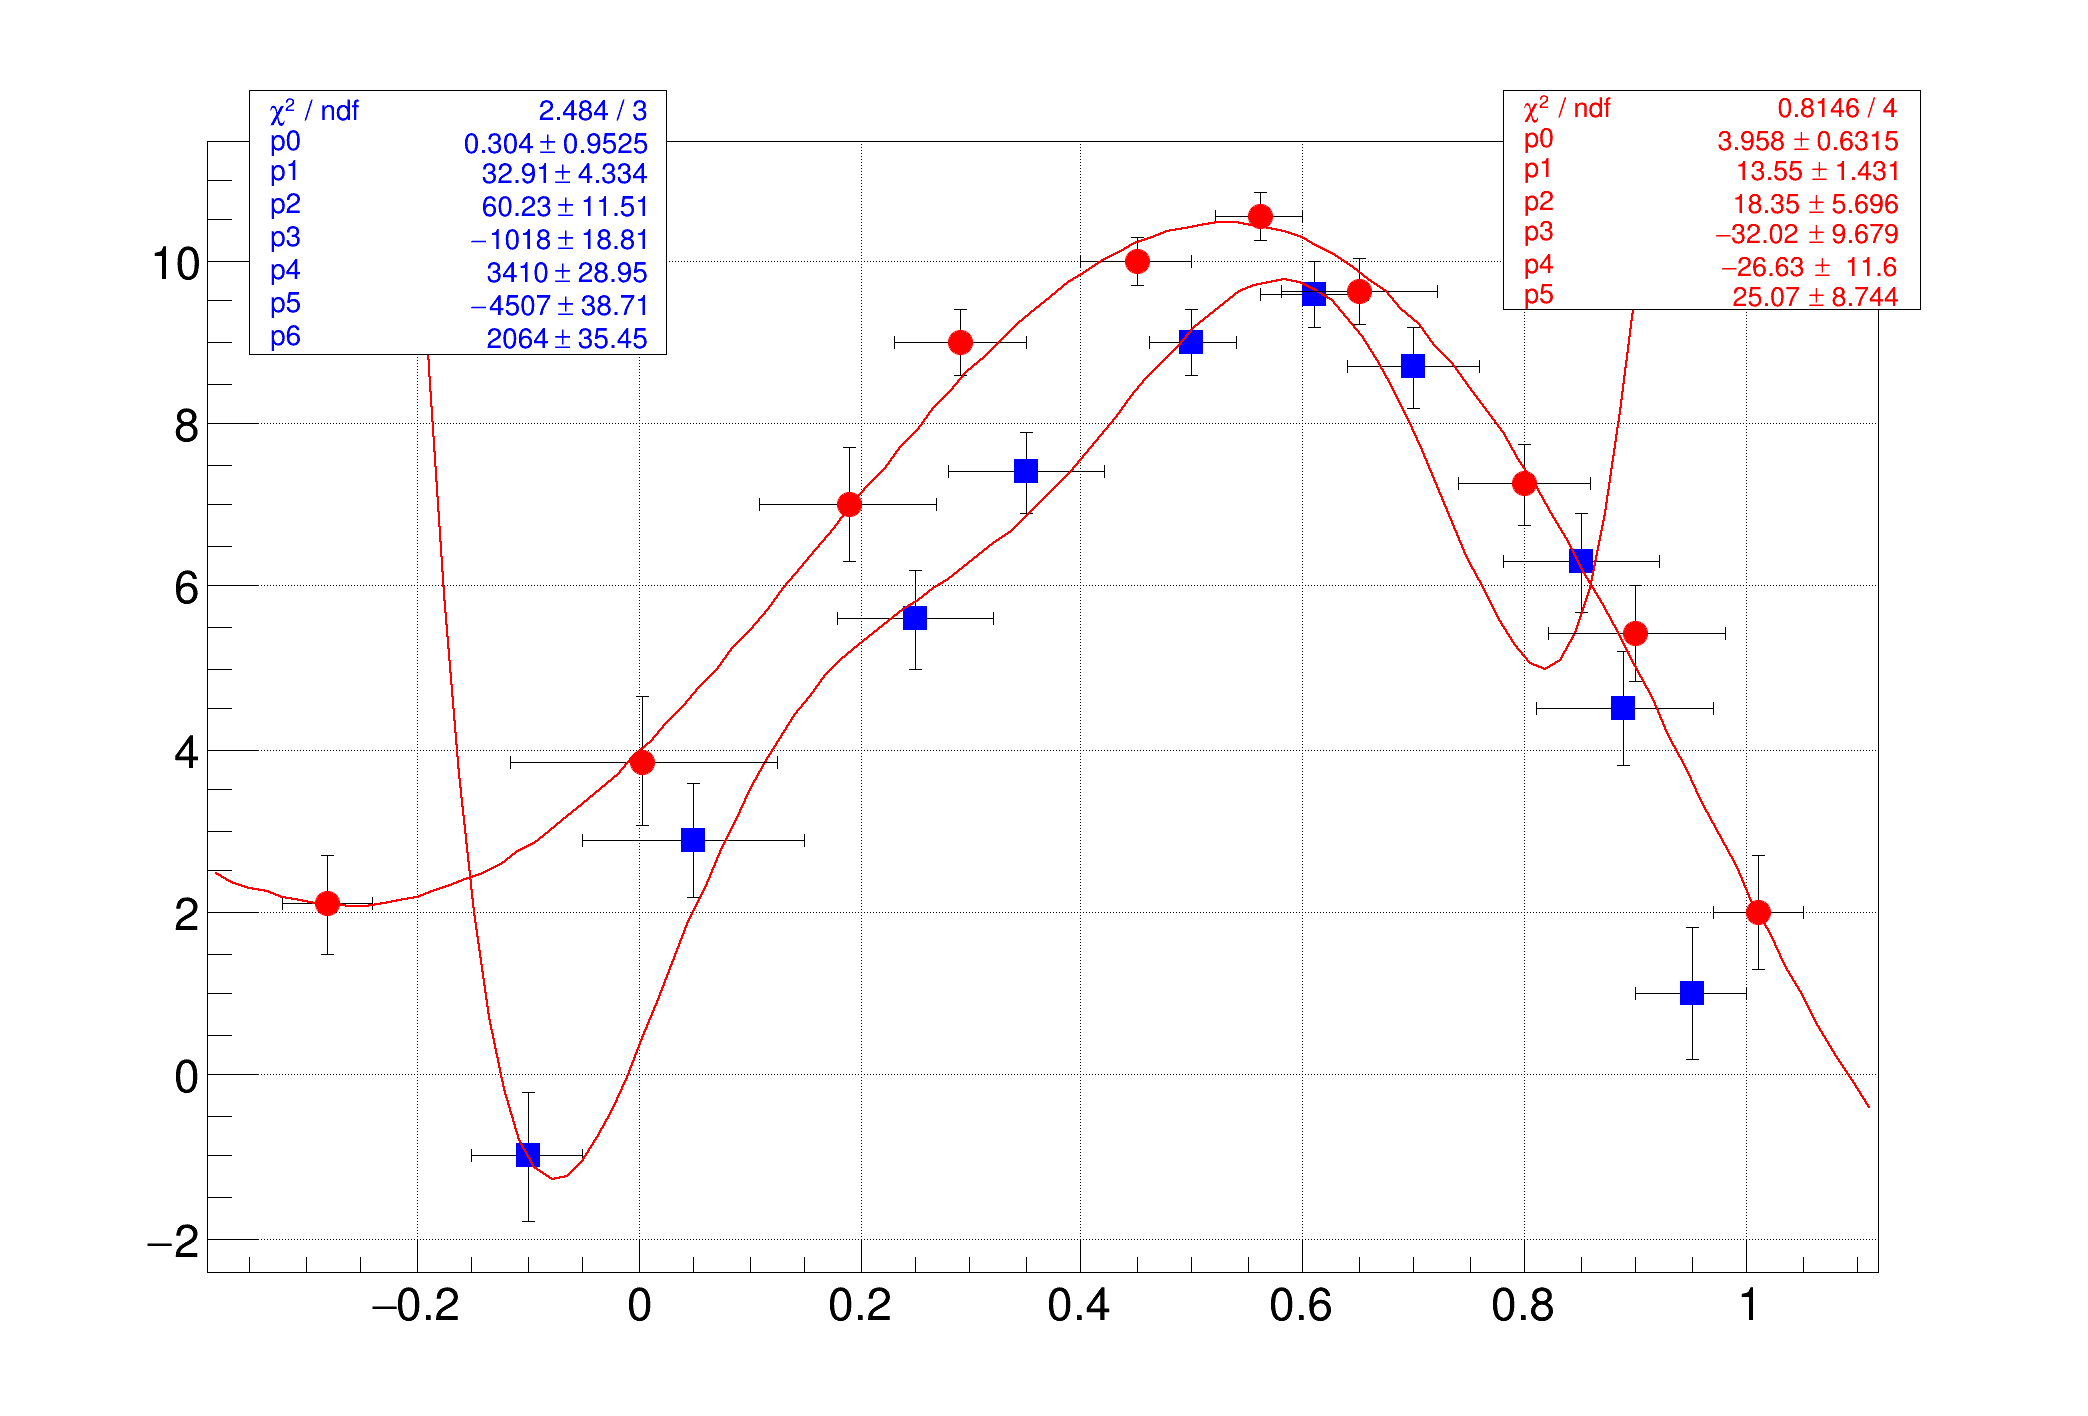 χ² / ndf 2.484 / 3
p0 0.304 ± 0.9525
p1 32.91 ± 4.334
p2 60.23 ± 11.51
p3 −1018 ± 18.81
p4 3410 ± 28.95
p5 −4507 ± 38.71
p6 2064 ± 35.45
χ² / ndf 0.8146 / 4
p0 3.958 ± 0.6315
p1 13.55 ± 1.431
p2 18.35 ± 5.696
p3 −32.02 ± 9.679
p4 −26.63 ± 11.6
p5 25.07 ± 8.744
10
8
6
4
2
0
−2
−0.2 0 0.2 0.4 0.6 0.8 1